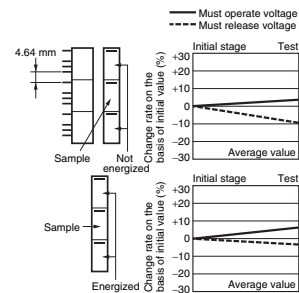 Must operate voltage
Must release voltage
4.64 mm
Sample
Not
energized
Change rate on the
basis of initial value (%)
Initial stage
Test
+30
+20
+10
0
−10
−20
−30
Average value
Sample
Energized
Change rate on the
basis of initial value (%)
Initial stage
Test
+30
+20
+10
0
−10
−20
−30
Average value